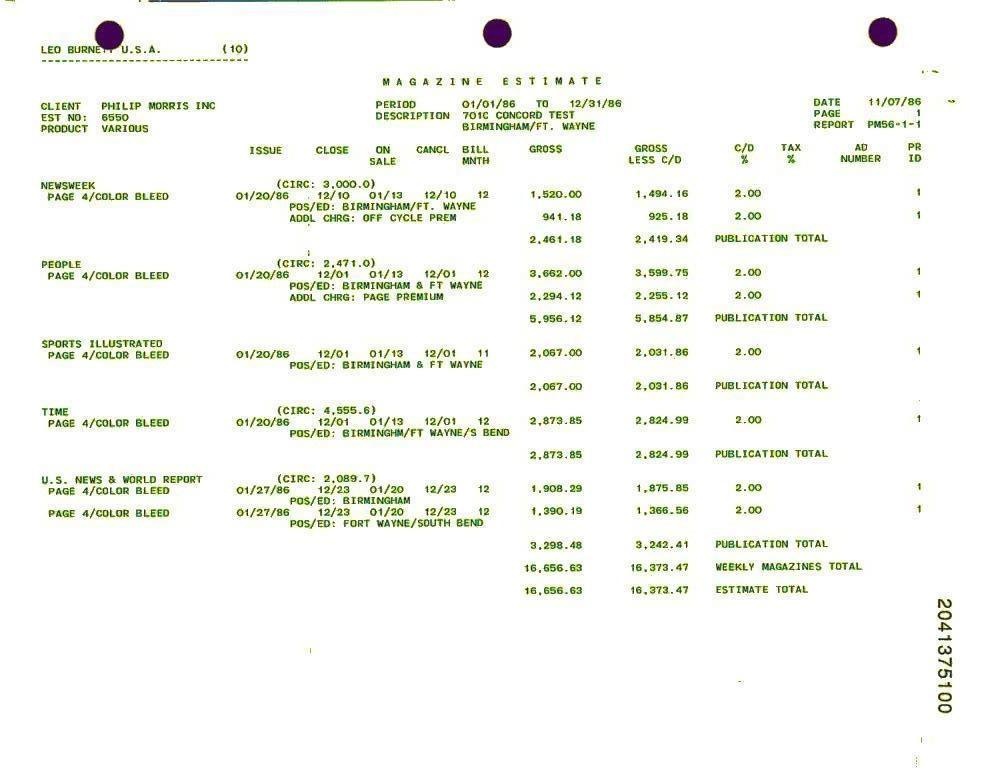 LEO BURNETT U.S.A. (10)
MAGAZINE ESTIMATE
CLIENT PHILIP MORRIS INC PERIOD 01/01/86 TO 12/31/86 DATE 11/07/86
EST NO: 6550 DESCRIPTION 701C CONCORD TEST PAGE 1
PRODUCT VARIOUS BIRMINGHAM/FT. WAYNE REPORT PM56-1-1
ISSUE CLOSE ON CANCL BILL GROSS GROSS C/D TAX AD PR
SALE MNTH LESS C/D % % NUMBER ID
NEWSWEEK (CIRC: 3,000.0)
PAGE 4/COLOR BLEED 01/20/86 12/10 01/13 12/10 12 1,520.00 1,494.16 2.00 1
POS/ED: BIRMINGHAM/FT. WAYNE
ADDL CHRG: OFF CYCLE PREM 941.18 925.18 2.00 1
2,461.18 2,419.34 PUBLICATION TOTAL
PEOPLE (CIRC: 2,471.0)
PAGE 4/COLOR BLEED 01/20/86 12/01 01/13 12/01 12 3,662.00 3,599.75 2.00 1
POS/ED: BIRMINGHAM & FT WAYNE
ADDL CHRG: PAGE PREMIUM 2,294.12 2,255.12 2.00 1
5,956.12 5,854.87 PUBLICATION TOTAL
SPORTS ILLUSTRATED
PAGE 4/COLOR BLEED 01/20/86 12/01 01/13 12/01 11 2,067.00 2,031.86 2.00 1
POS/ED: BIRMINGHAM & FT WAYNE
2,067.00 2,031.86 PUBLICATION TOTAL
TIME (CIRC: 4,555.6)
PAGE 4/COLOR BLEED 01/20/86 12/01 01/13 12/01 12 2,873.85 2,824.99 2.00 1
POS/ED: BIRMINGHM/FT WAYNE/S BEND
2,873.85 2,824.99 PUBLICATION TOTAL
U.S. NEWS & WORLD REPORT (CIRC: 2,089.7)
PAGE 4/COLOR BLEED 01/27/86 12/23 01/20 12/23 12 1,908.29 1,875.85 2.00 1
POS/ED: BIRMINGHAM
PAGE 4/COLOR BLEED 01/27/86 12/23 01/20 12/23 12 1,390.19 1,366.56 2.00 1
POS/ED: FORT WAYNE/SOUTH BEND
3,298.48 3,242.41 PUBLICATION TOTAL
16,656.63 16,373.47 WEEKLY MAGAZINES TOTAL
16,656.63 16,373.47 ESTIMATE TOTAL
2041375100